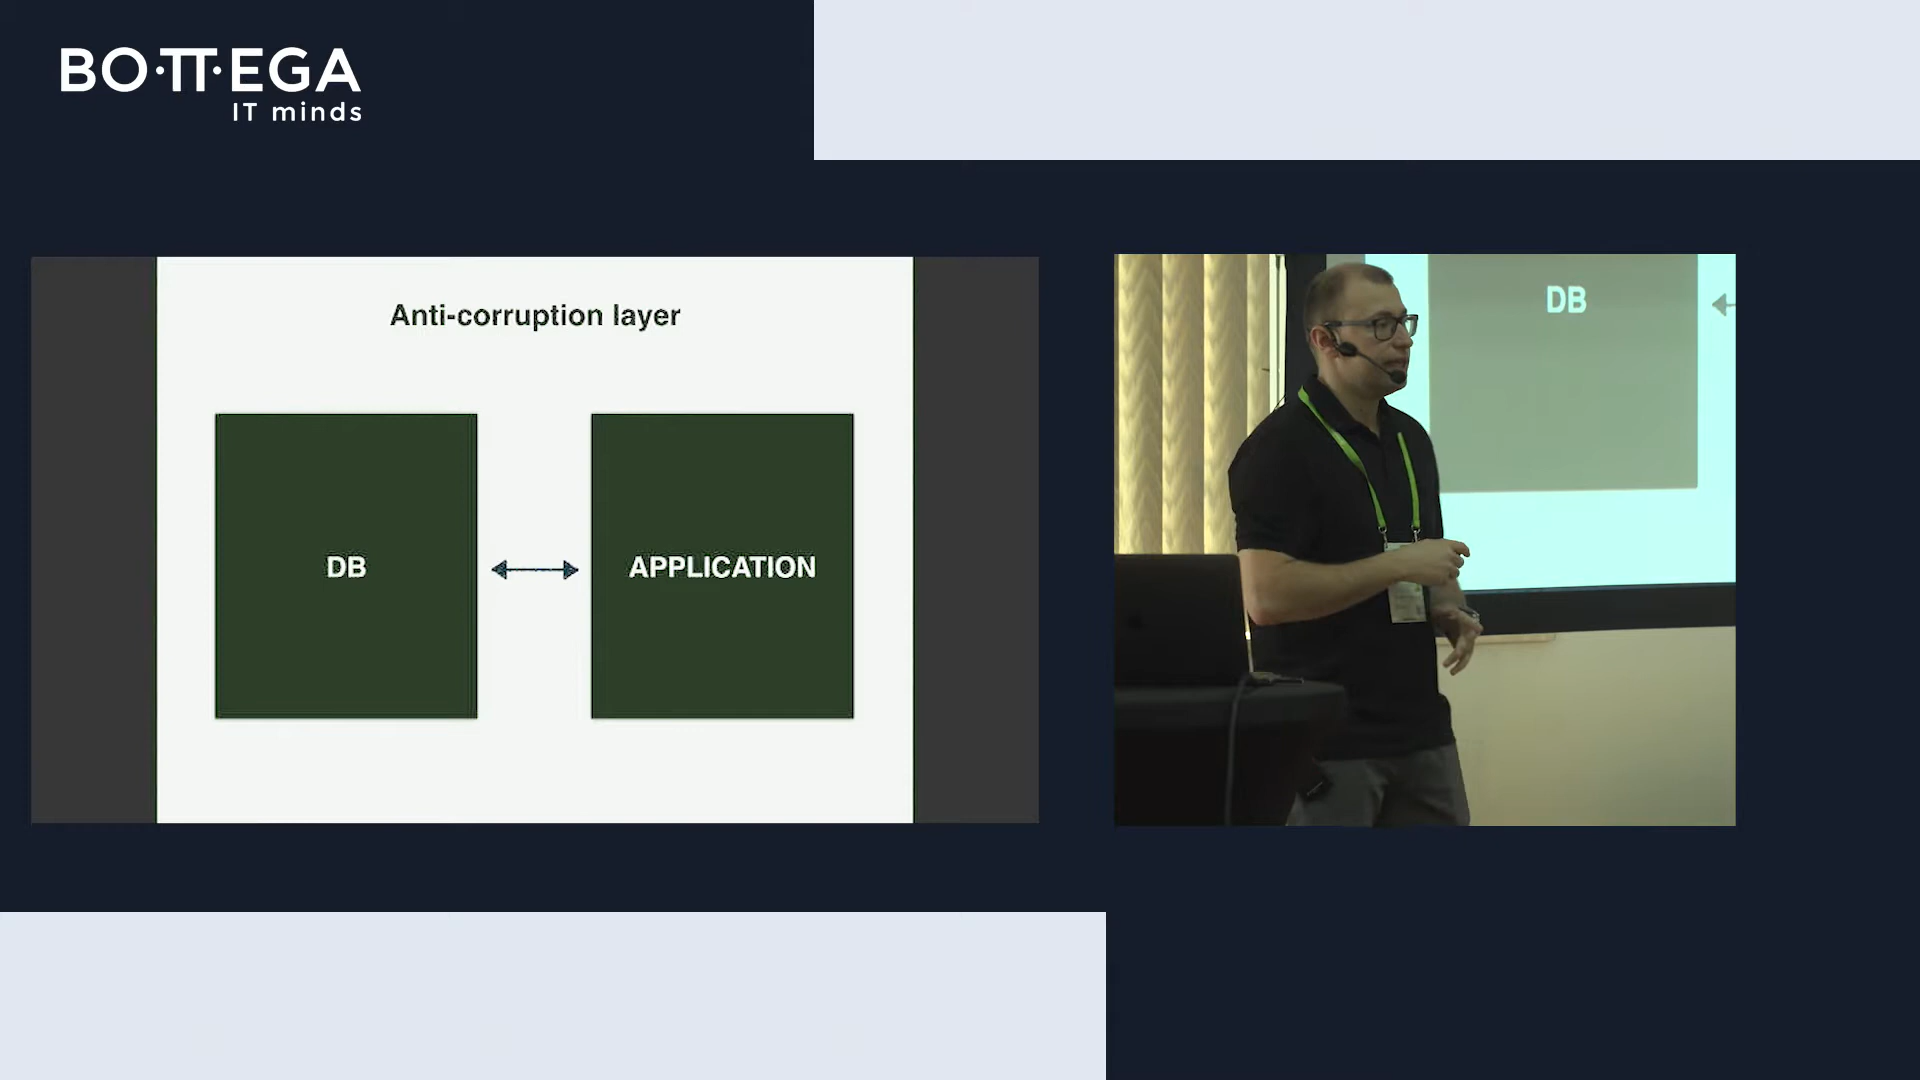 BO·TT·EGA
IT minds
Anti-corruption layer
DB
APPLICATION
DB